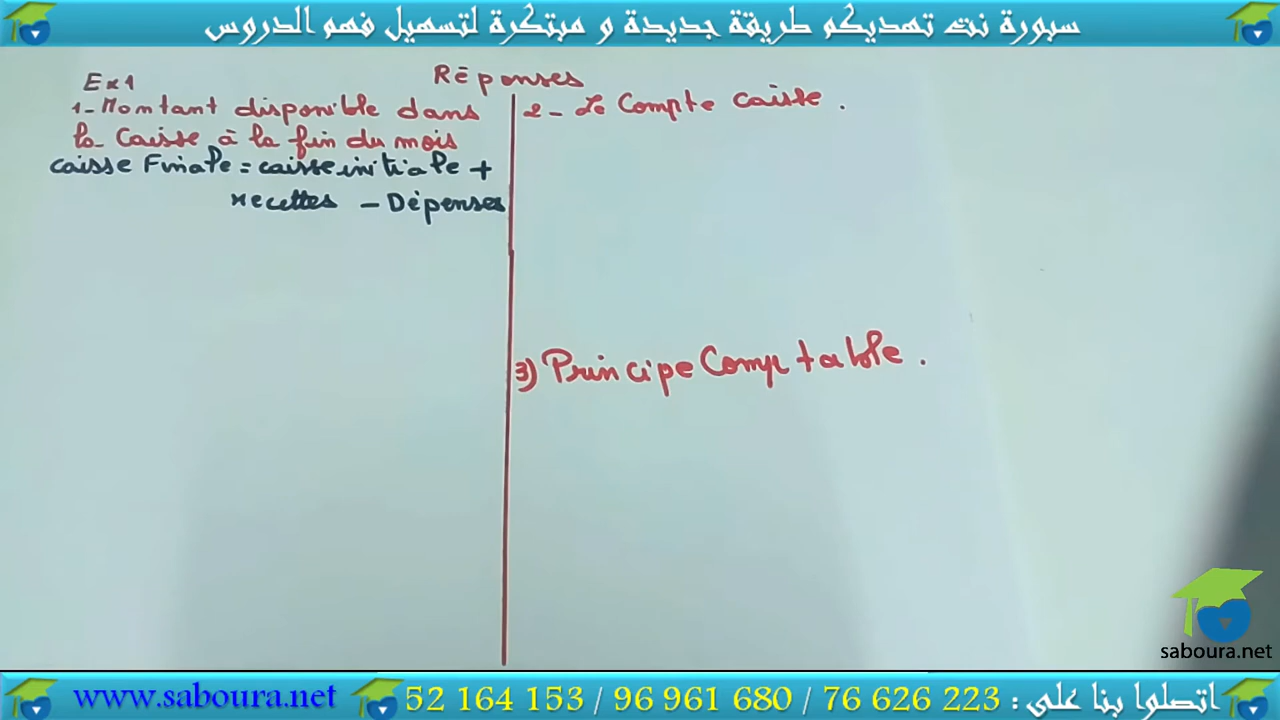 سبورة نت تهديكم طريقة جديدة و مبتكرة لتسهيل فهم الدروس
Réponses
Ex1
1-Montant disponible dans
la Caisse à la fin du mois
caisse Finale = caisse initiale +
recettes - Dépenses
2 - Le Compte caisse .
3) Principe Comptable .
saboura.net
www.saboura.net
52 164 153 / 96 961 680 / 76 626 223 : اتصلوا بنا على